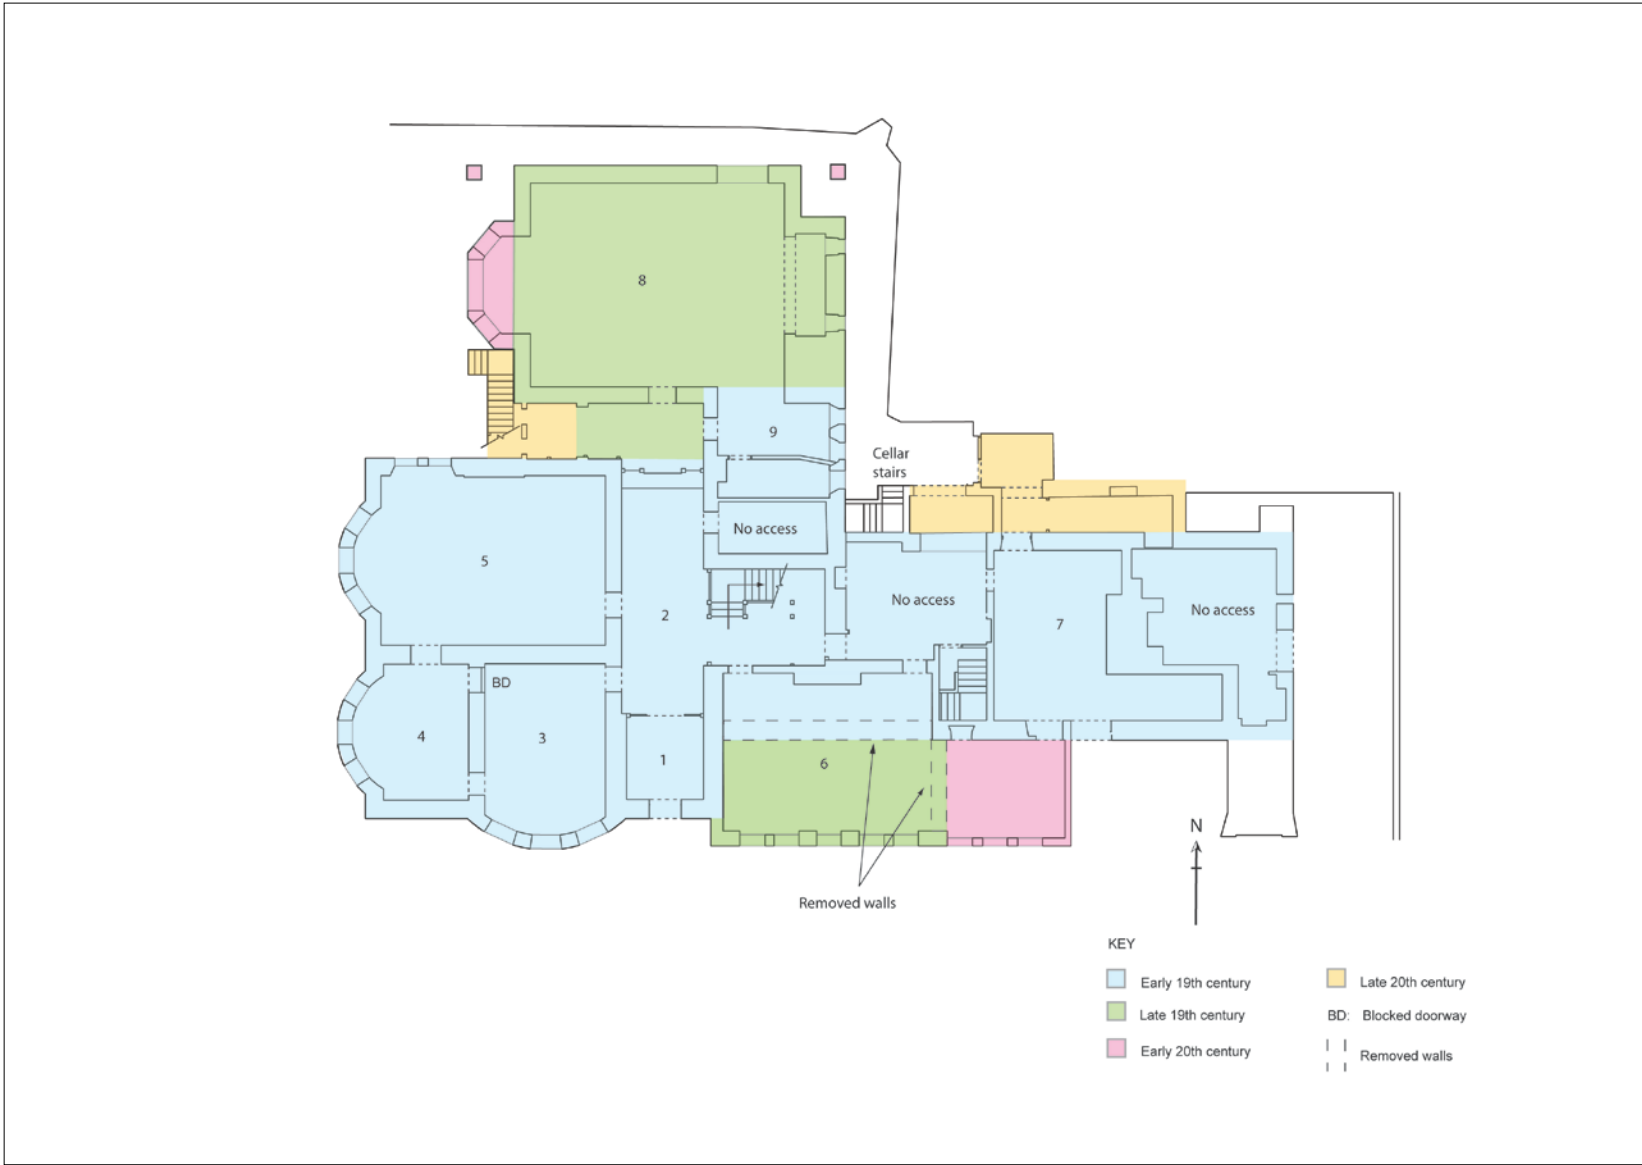 8
9
Cellar
stairs
No access
5
2
No access
7
No access
BD
4
3
1
6
Removed walls
N
KEY
Early 19th century
Late 19th century
Early 20th century
Late 20th century
BD: Blocked doorway
Removed walls